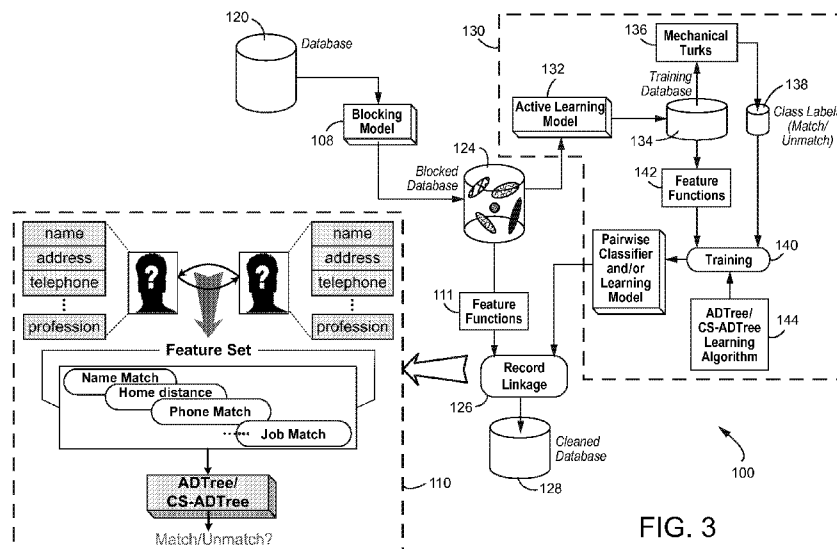 120
Database
Blocking
Model
108
130
136
Mechanical
Turks
Training
Database
138
Class Labels
(Match/
Unmatch)
132
Active Learning
Model
134
124
Blocked
Database
142
Feature
Functions
Pairwise
Classifier
and/or
Learning
Model
Training
140
ADTree/
CS-ADTree
Learning
Algorithm
144
111
Feature
Functions
Record
Linkage
126
Cleaned
Database
128
100
name
address
telephone
profession
?
?
name
address
telephone
profession
Feature Set
Name Match
Home distance
Phone Match
Job Match
ADTree/
CS-ADTree
Match/Unmatch?
110
FIG. 3